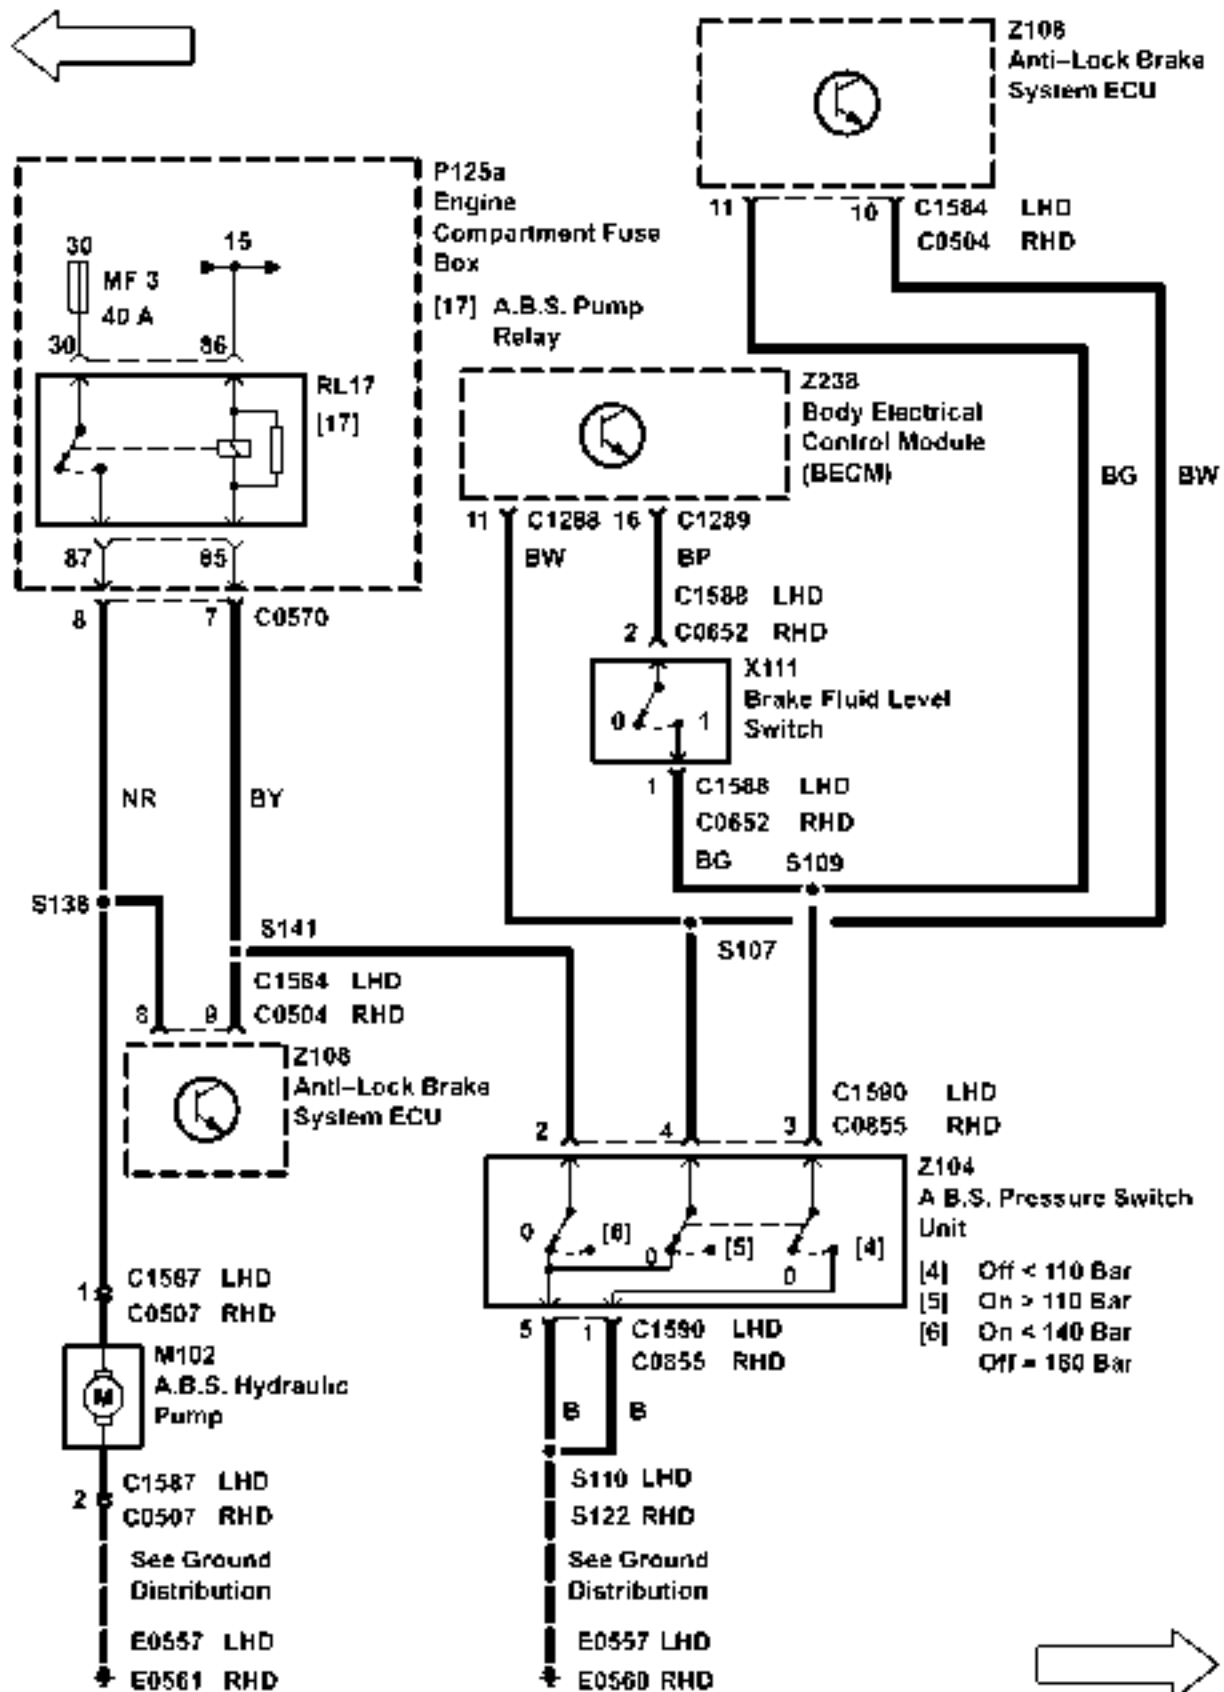 Z108
Anti-Lock Brake
System ECU
11
10
C1584 LHD
C0504 RHD
P125a
Engine
Compartment Fuse
Box
[17] A.B.S. Pump
Relay
30
15
MF 3
40 A
30
86
RL17
[17]
87
85
8
7
C0570
Z238
Body Electrical
Control Module
(BECM)
BG
BW
11
C1288
16
C1289
BW
BP
C1588 LHD
2
C0652 RHD
X111
Brake Fluid Level
Switch
0
1
1
C1588 LHD
C0652 RHD
BG
S109
NR
BY
S138
S141
S107
C1584 LHD
8
9
C0504 RHD
Z108
Anti-Lock Brake
System ECU
C1590 LHD
2
4
3
C0855 RHD
Z104
A.B.S. Pressure Switch
Unit
0
[6]
0
[5]
0
[4]
[4] Off < 110 Bar
[5] On > 110 Bar
[6] On < 140 Bar
Off = 180 Bar
1
C1587 LHD
C0507 RHD
5
1
C1590 LHD
C0855 RHD
M102
A.B.S. Hydraulic
Pump
M
B
B
2
C1587 LHD
C0507 RHD
S110 LHD
S122 RHD
See Ground
Distribution
See Ground
Distribution
E0557 LHD
E0561 RHD
E0557 LHD
E0560 RHD